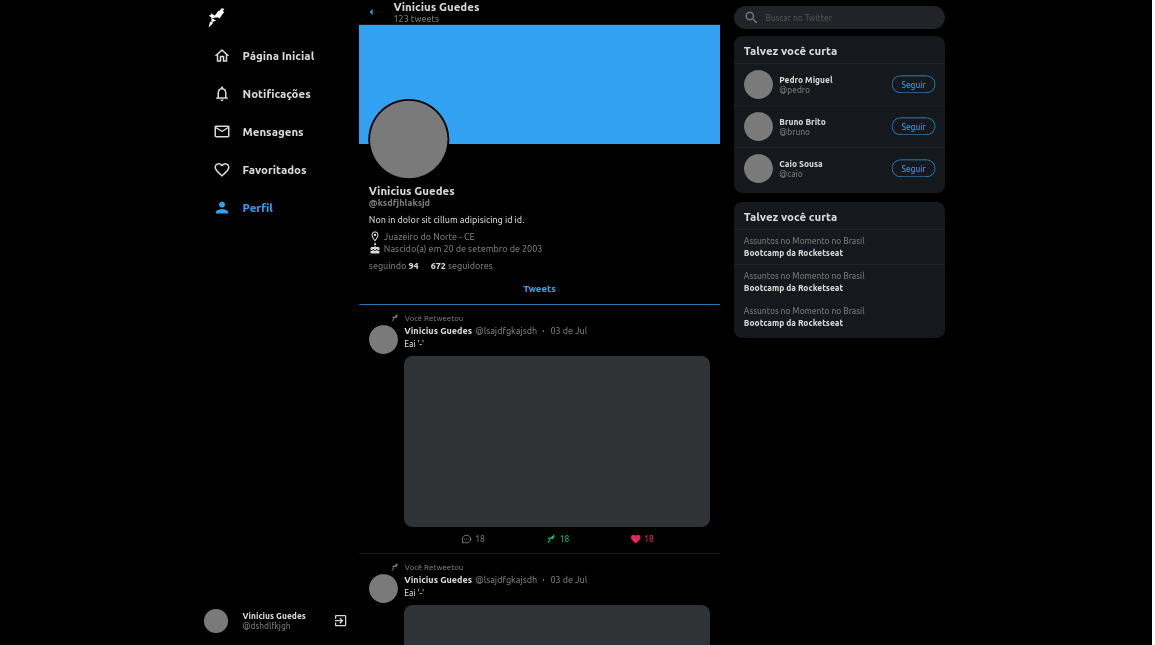 Página Inicial
Notificações
Mensagens
Favoritados
Perfil
Vinicius Guedes
@dshdlfkjgh
Vinicius Guedes
123 tweets
Vinicius Guedes
@ksdfjhlaksjd
Non in dolor sit cillum adipisicing id id.
Juazeiro do Norte - CE
Nascido(a) em 20 de setembro de 2003
seguindo 94 672 seguidores
Tweets
Você Retweetou
Vinicius Guedes @lsajdfgkajsdh · 03 de Jul
Eai '-'
18 18 18
Você Retweetou
Vinicius Guedes @lsajdfgkajsdh · 03 de Jul
Eai '-'
Buscar no Twitter
Talvez você curta
Pedro Miguel
@pedro
Seguir
Bruno Brito
@bruno
Seguir
Caio Sousa
@caio
Seguir
Talvez você curta
Assuntos no Momento no Brasil
Bootcamp da Rocketseat
Assuntos no Momento no Brasil
Bootcamp da Rocketseat
Assuntos no Momento no Brasil
Bootcamp da Rocketseat